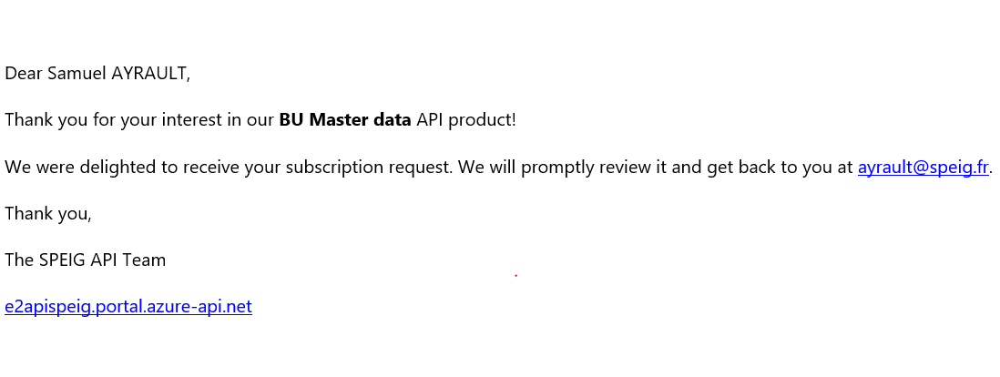 Dear Samuel AYRAULT,
Thank you for your interest in our BU Master data API product!
We were delighted to receive your subscription request. We will promptly review it and get back to you at ayrault@speig.fr.
Thank you,
The SPEIG API Team
e2apispeig.portal.azure-api.net